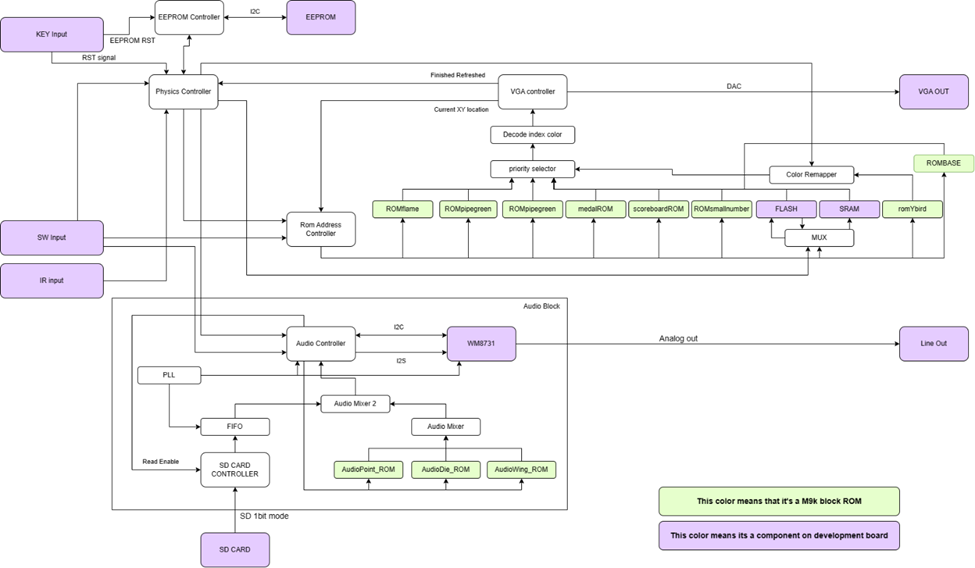 KEY Input
EEPROM Controller
I2C
EEPROM
EEPROM RST
RST signal
Physics Controller
Finished Refreshed
VGA controller
DAC
VGA OUT
Current XY location
Decode index color
priority selector
Color Remapper
ROMBASE
ROMflame
ROMpipegreen
ROMpipegreen
medalROM
scoreboardROM
ROMsmallnumber
FLASH
SRAM
romYbird
SW Input
Rom Address
Controller
MUX
IR input
Audio Block
Audio Controller
I2C
I2S
WM8731
Analog out
Line Out
PLL
Audio Mixer 2
FIFO
Audio Mixer
Read Enable
SD CARD
CONTROLLER
AudioPoint_ROM
AudioDie_ROM
AudioWing_ROM
SD 1bit mode
SD CARD
This color means that it's a M9k block ROM
This color means its a component on development board